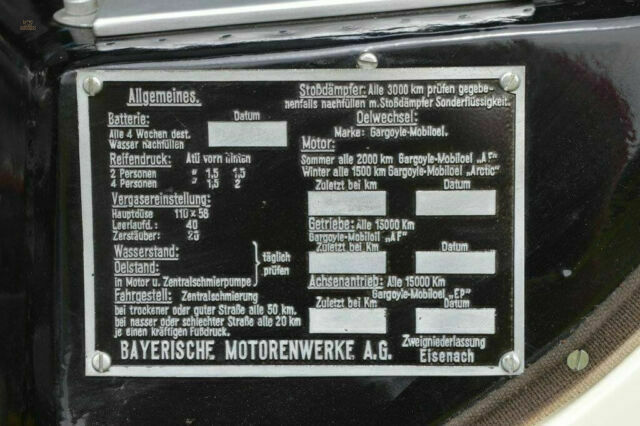 Allgemeines.
Batterie: Datum
Alle 4 Wochen dest.
Wasser nachfüllen
Reifendruck: Atü vorn hinten
2 Personen " 1,5 1,5
4 Personen " 1,5 2
Vergasereinstellung:
Hauptdüse 110 x 58
Leerlaufd.: 40
Zerstäuber: 20
Wasserstand:
Oelstand:
in Motor u. Zentralschmierpumpe
täglich
prüfen
Fahrgestell: Zentralschmierung
bei trockener oder guter Straße alle 50 km.
bei nasser oder schlechter Straße alle 20 km
je einen kräftigen Fußdruck.
Stoßdämpfer: Alle 3000 km prüfen gegebe-
nenfalls nachfüllen m. Stoßdämpfer Sonderflüssigkeit.
Oelwechsel:
Marke: Gargoyle-Mobiloel.
Motor:
Sommer alle 2000 km Gargoyle-Mobiloel „AF"
Winter alle 1500 km Gargoyle-Mobiloel „Arctic"
Zuletzt bei Km Datum
Getriebe: Alle 15000 Km
Gargoyle-Mobiloel „AF"
Zuletzt bei Km Datum
Achsenantrieb: Alle 15000 Km
Gargoyle-Mobiloel „EP"
Zuletzt bei Km Datum
BAYERISCHE MOTORENWERKE A.G.
Zweigniederlassung
Eisenach